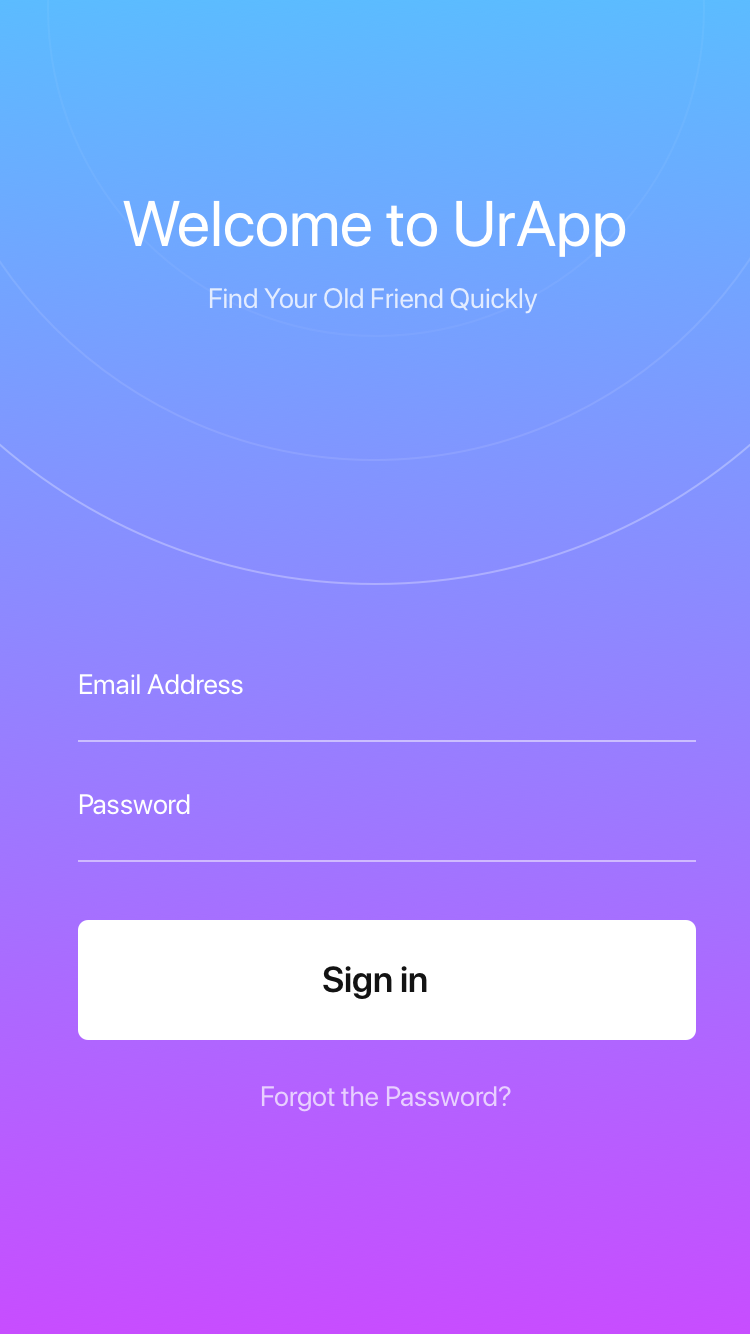 Welcome to UrApp
Find Your Old Friend Quickly
Email Address
Password
Sign in
Forgot the Password?